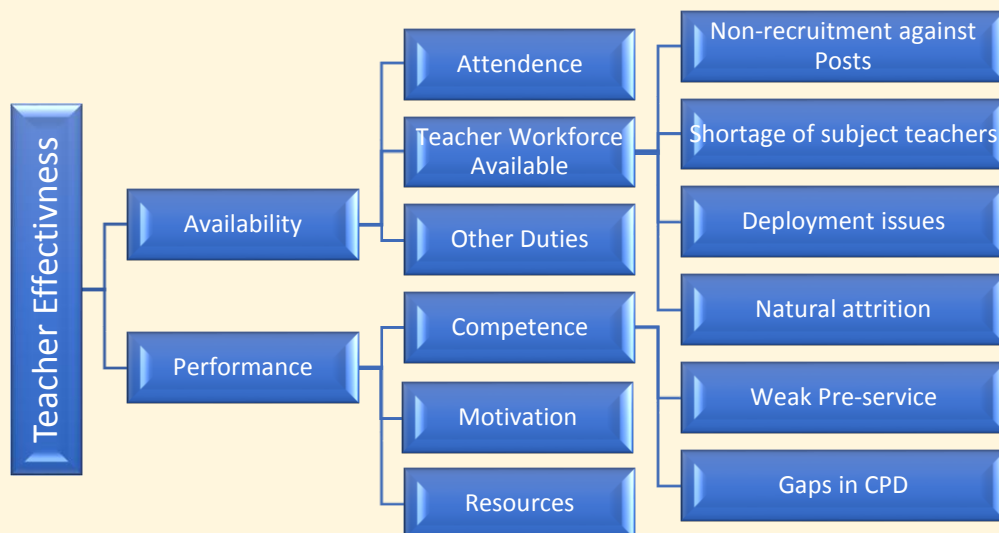 Teacher Effectivness
Availability
Performance
Attendence
Teacher Workforce
Available
Other Duties
Competence
Motivation
Resources
Non-recruitment against
Posts
Shortage of subject teachers
Deployment issues
Natural attrition
Weak Pre-service
Gaps in CPD